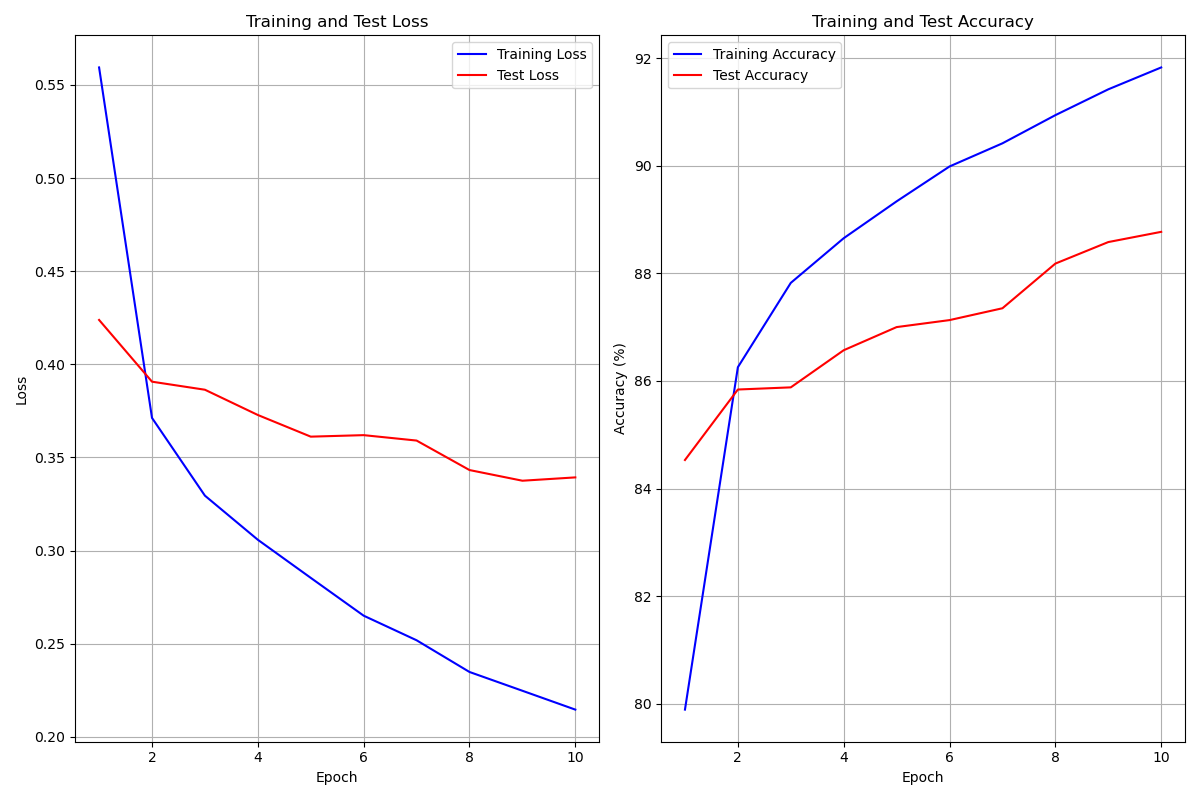 Training and Test Loss
Training Loss
Test Loss
0.55
0.50
0.45
0.40
0.35
0.30
0.25
0.20
Loss
2 4 6 8 10
Epoch
Training and Test Accuracy
Training Accuracy
Test Accuracy
92
90
88
86
84
82
80
Accuracy (%)
2 4 6 8 10
Epoch